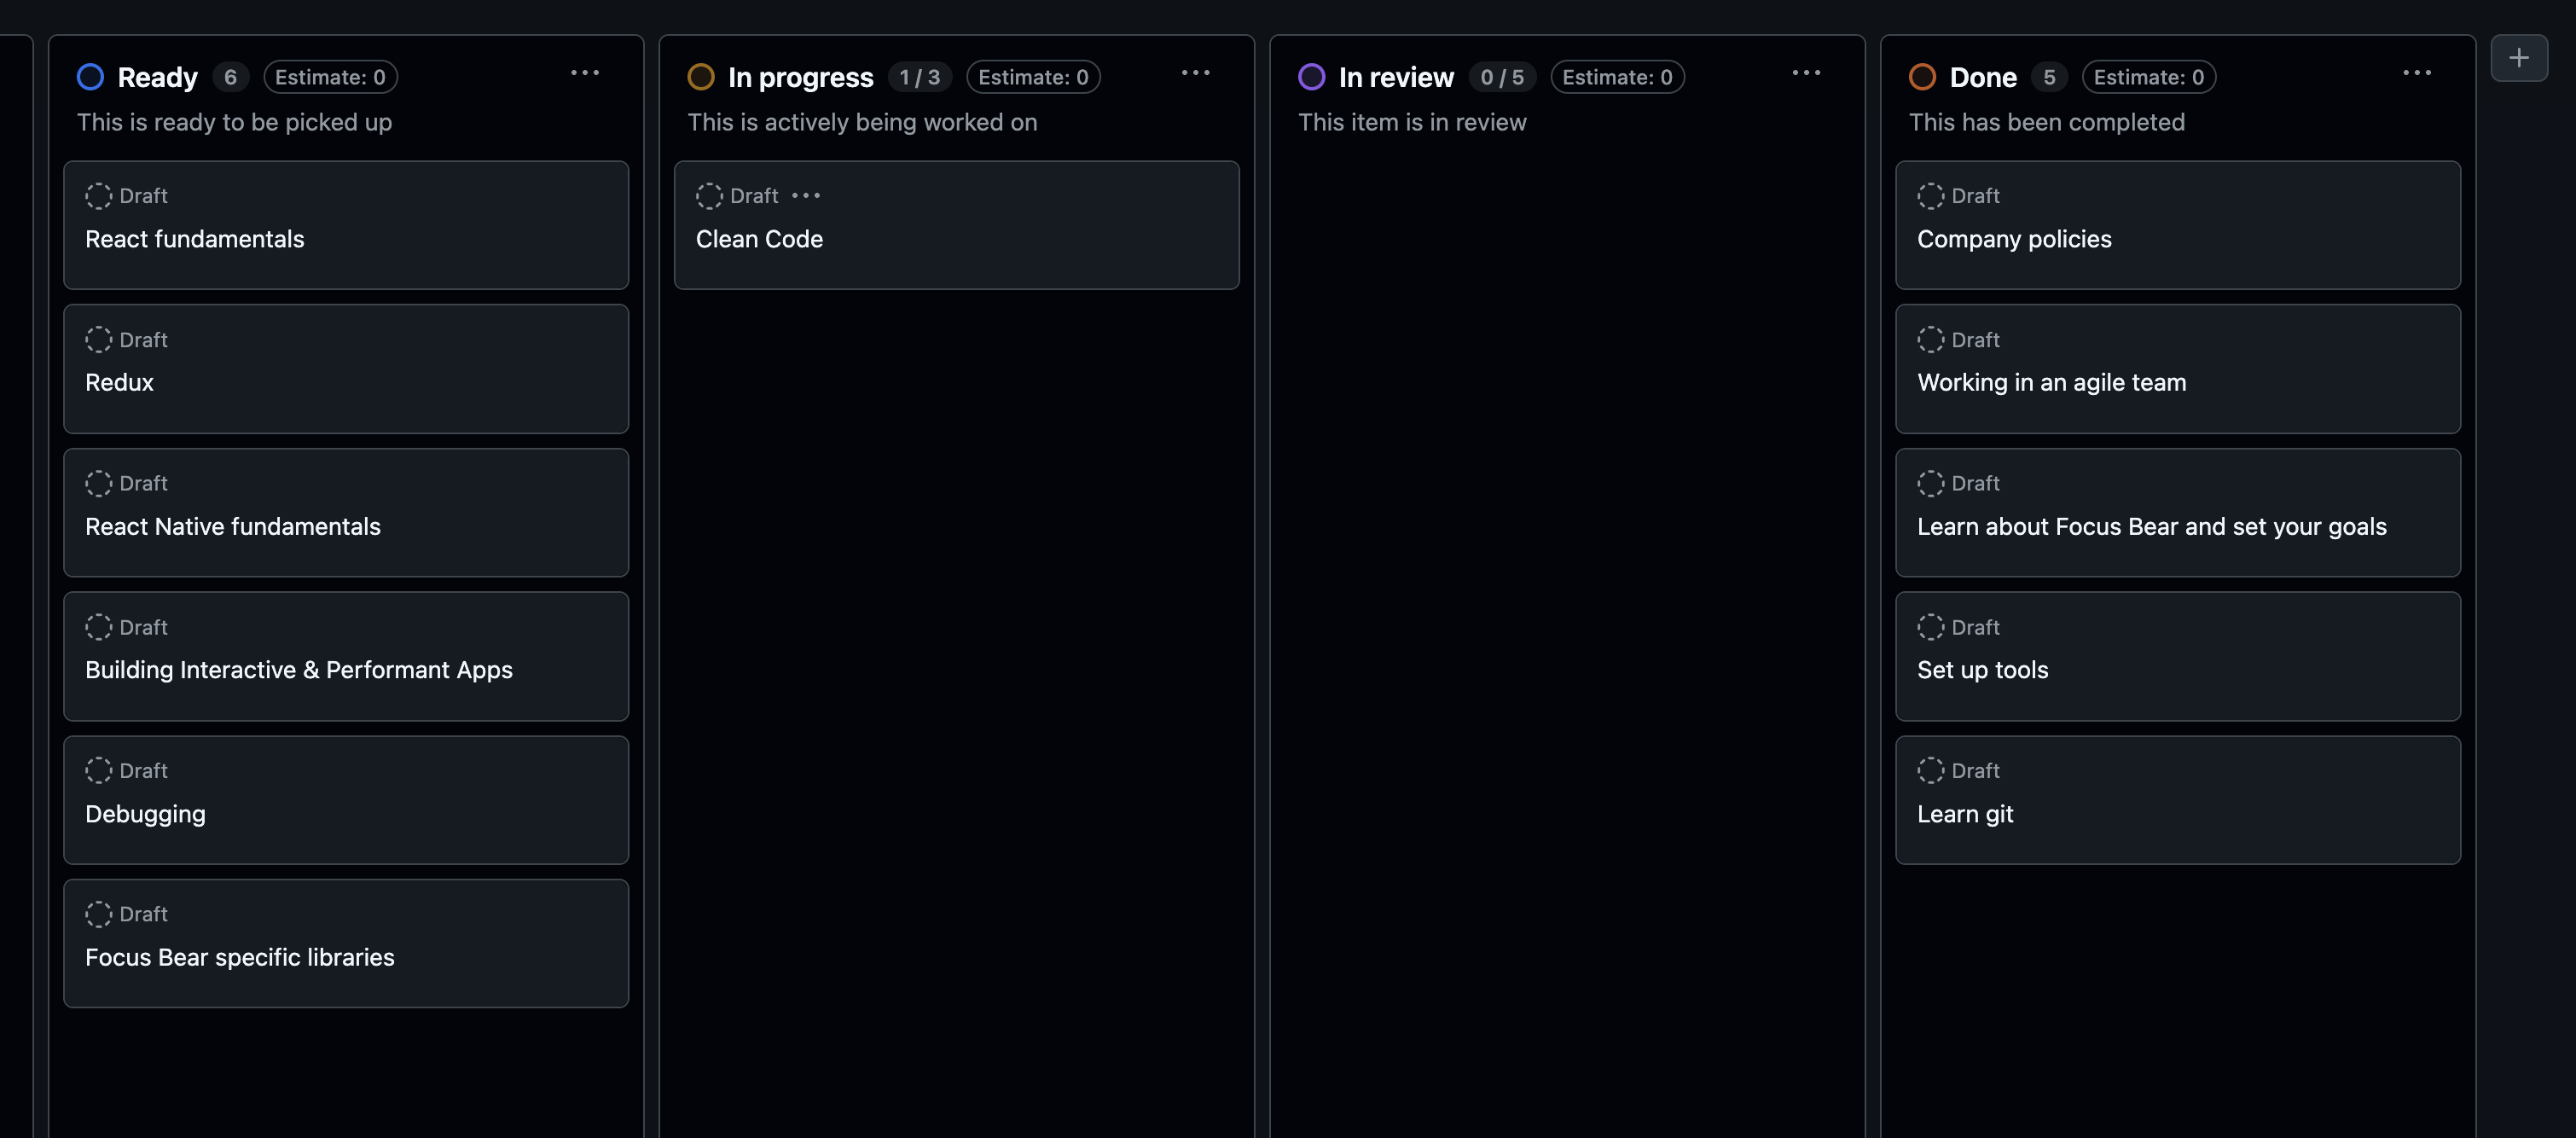 Ready 6 Estimate: 0
This is ready to be picked up
Draft
React fundamentals
Draft
Redux
Draft
React Native fundamentals
Draft
Building Interactive & Performant Apps
Draft
Debugging
Draft
Focus Bear specific libraries
In progress 1 / 3 Estimate: 0
This is actively being worked on
Draft
Clean Code
In review 0 / 5 Estimate: 0
This item is in review
Done 5 Estimate: 0
This has been completed
Draft
Company policies
Draft
Working in an agile team
Draft
Learn about Focus Bear and set your goals
Draft
Set up tools
Draft
Learn git